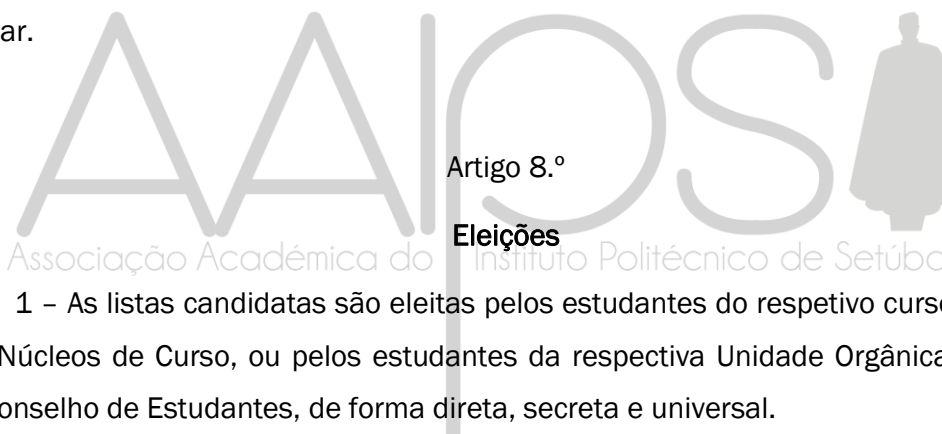 ar.
AAIPS
Artigo 8.º
Eleições
Associação Académica do Instituto Politécnico de Setúba
1 – As listas candidatas são eleitas pelos estudantes do respetivo curso
Núcleos de Curso, ou pelos estudantes da respectiva Unidade Orgânica
onselho de Estudantes, de forma direta, secreta e universal.